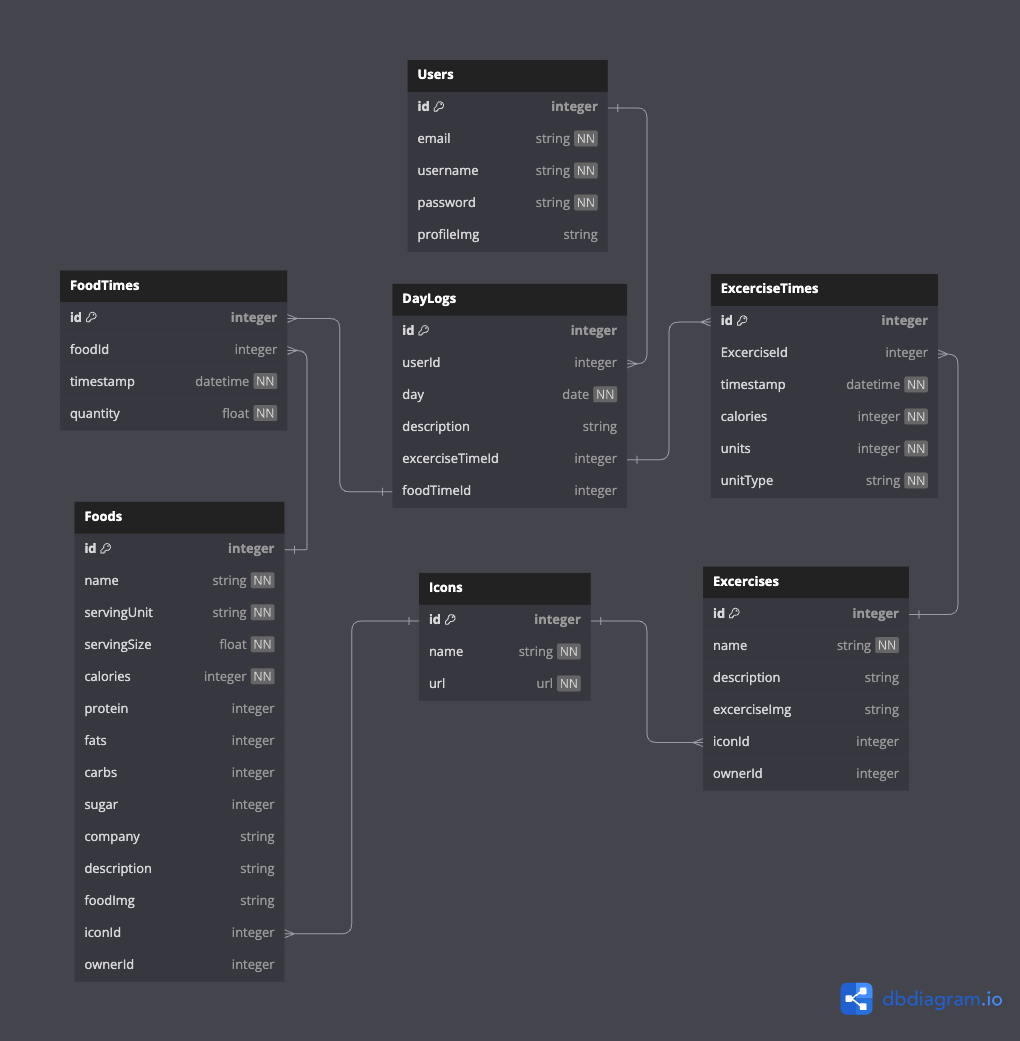 Users
id integer
email string NN
username string NN
password string NN
profileImg string
FoodTimes
id integer
foodId integer
timestamp datetime NN
quantity float NN
DayLogs
id integer
userId integer
day date NN
description string
excerciseTimeId integer
foodTimeId integer
ExcerciseTimes
id integer
ExcerciseId integer
timestamp datetime NN
calories integer NN
units integer NN
unitType string NN
Foods
id integer
name string NN
servingUnit string NN
servingSize float NN
calories integer NN
protein integer
fats integer
carbs integer
sugar integer
company string
description string
foodImg string
iconId integer
ownerId integer
Icons
id integer
name string NN
url url NN
Excercises
id integer
name string NN
description string
excerciseImg string
iconId integer
ownerId integer
dbdiagram.io